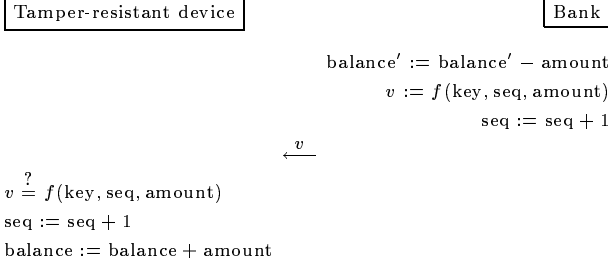 Tamper-resistant device Bank
balance′ := balance′ − amount
v := f(key, seq, amount)
seq := seq + 1
v
v ?= f(key, seq, amount)
seq := seq + 1
balance := balance + amount